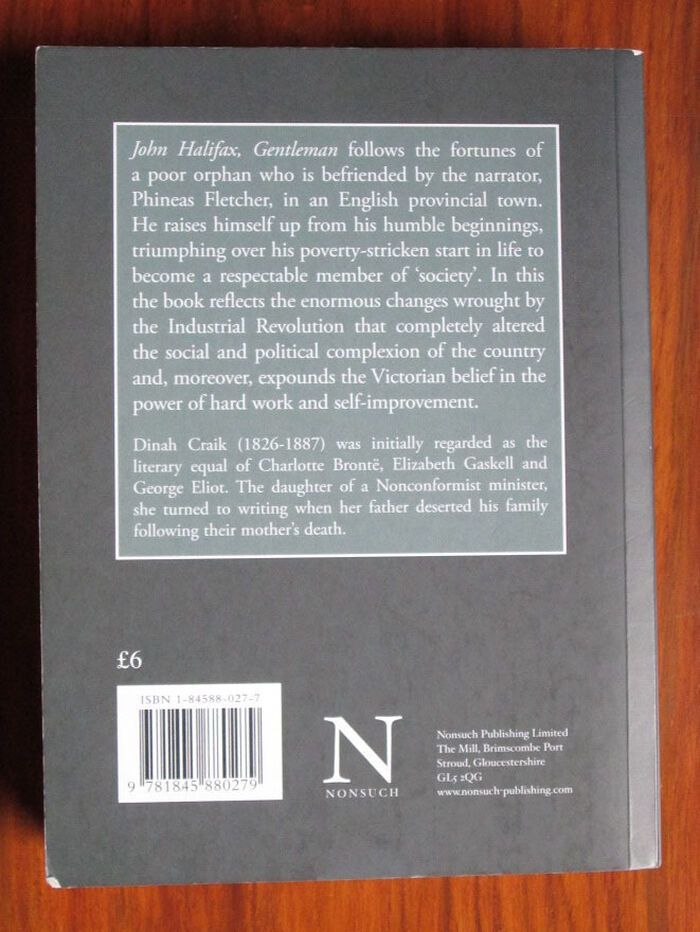 John Halifax, Gentleman follows the fortunes of
a poor orphan who is befriended by the narrator,
Phineas Fletcher, in an English provincial town.
He raises himself up from his humble beginnings,
triumphing over his poverty-stricken start in life to
become a respectable member of ‘society’. In this
the book reflects the enormous changes wrought by
the Industrial Revolution that completely altered
the social and political complexion of the country
and, moreover, expounds the Victorian belief in the
power of hard work and self-improvement.
Dinah Craik (1826-1887) was initially regarded as the
literary equal of Charlotte Brontë, Elizabeth Gaskell and
George Eliot. The daughter of a Nonconformist minister,
she turned to writing when her father deserted his family
following their mother’s death.
£6
ISBN 1-84588-027-7
9 781845 880279
N
NONSUCH
Nonsuch Publishing Limited
The Mill, Brimscombe Port
Stroud, Gloucestershire
GL5 2QG
www.nonsuch-publishing.com